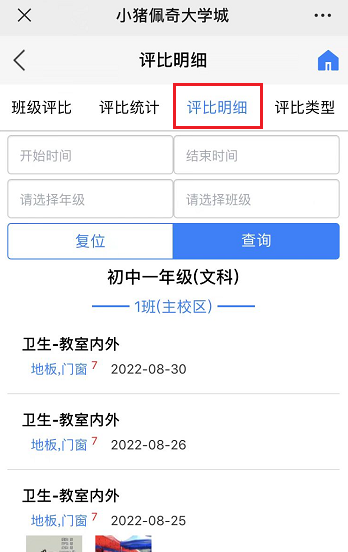 小猪佩奇大学城
评比明细
班级评比 评比统计 评比明细 评比类型
开始时间 结束时间
请选择年级 请选择班级
复位 查询
初中一年级(文科)
1班(主校区)
卫生-教室内外
地板,门窗 7 2022-08-30
卫生-教室内外
地板,门窗 7 2022-08-26
卫生-教室内外
地板,门窗 7 2022-08-25